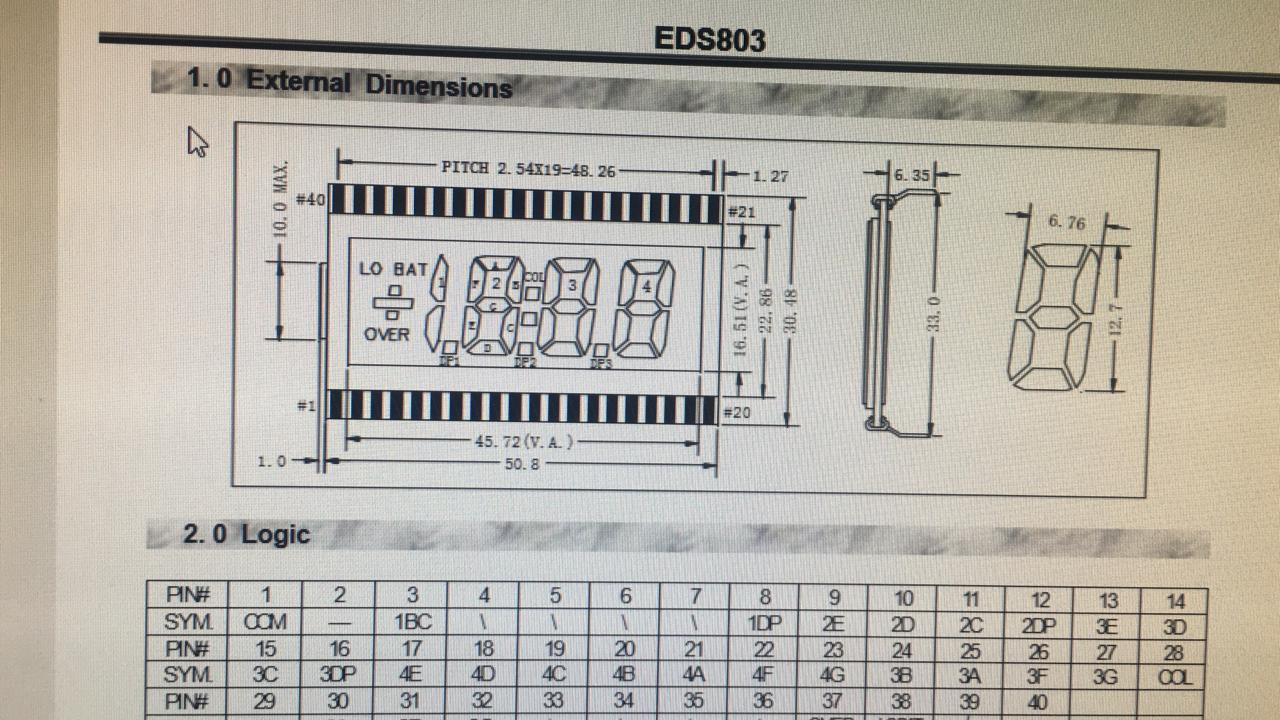 EDS803
1. 0 External Dimensions
PITCH 2. 54X19=48. 26
1. 27
6. 35
10. 0 MAX.
#40
#21
6. 76
LO BAT
1
A
F
2
B
COL
3
4
G
OVER
E
C
D
DP1
DP2
DP3
16. 51(V. A. )
22. 86
30. 48
33. 0
12. 7
#1
#20
45. 72(V. A. )
1. 0
50. 8
2. 0 Logic
PIN# 1 2 3 4 5 6 7 8 9 10 11 12 13 14
SYM. COM — 1BC \ \ \ \ 1DP 2E 2D 2C 2DP 3E 3D
PIN# 15 16 17 18 19 20 21 22 23 24 25 26 27 28
SYM. 3C 3DP 4E 4D 4C 4B 4A 4F 4G 3B 3A 3F 3G COL
PIN# 29 30 31 32 33 34 35 36 37 38 39 40